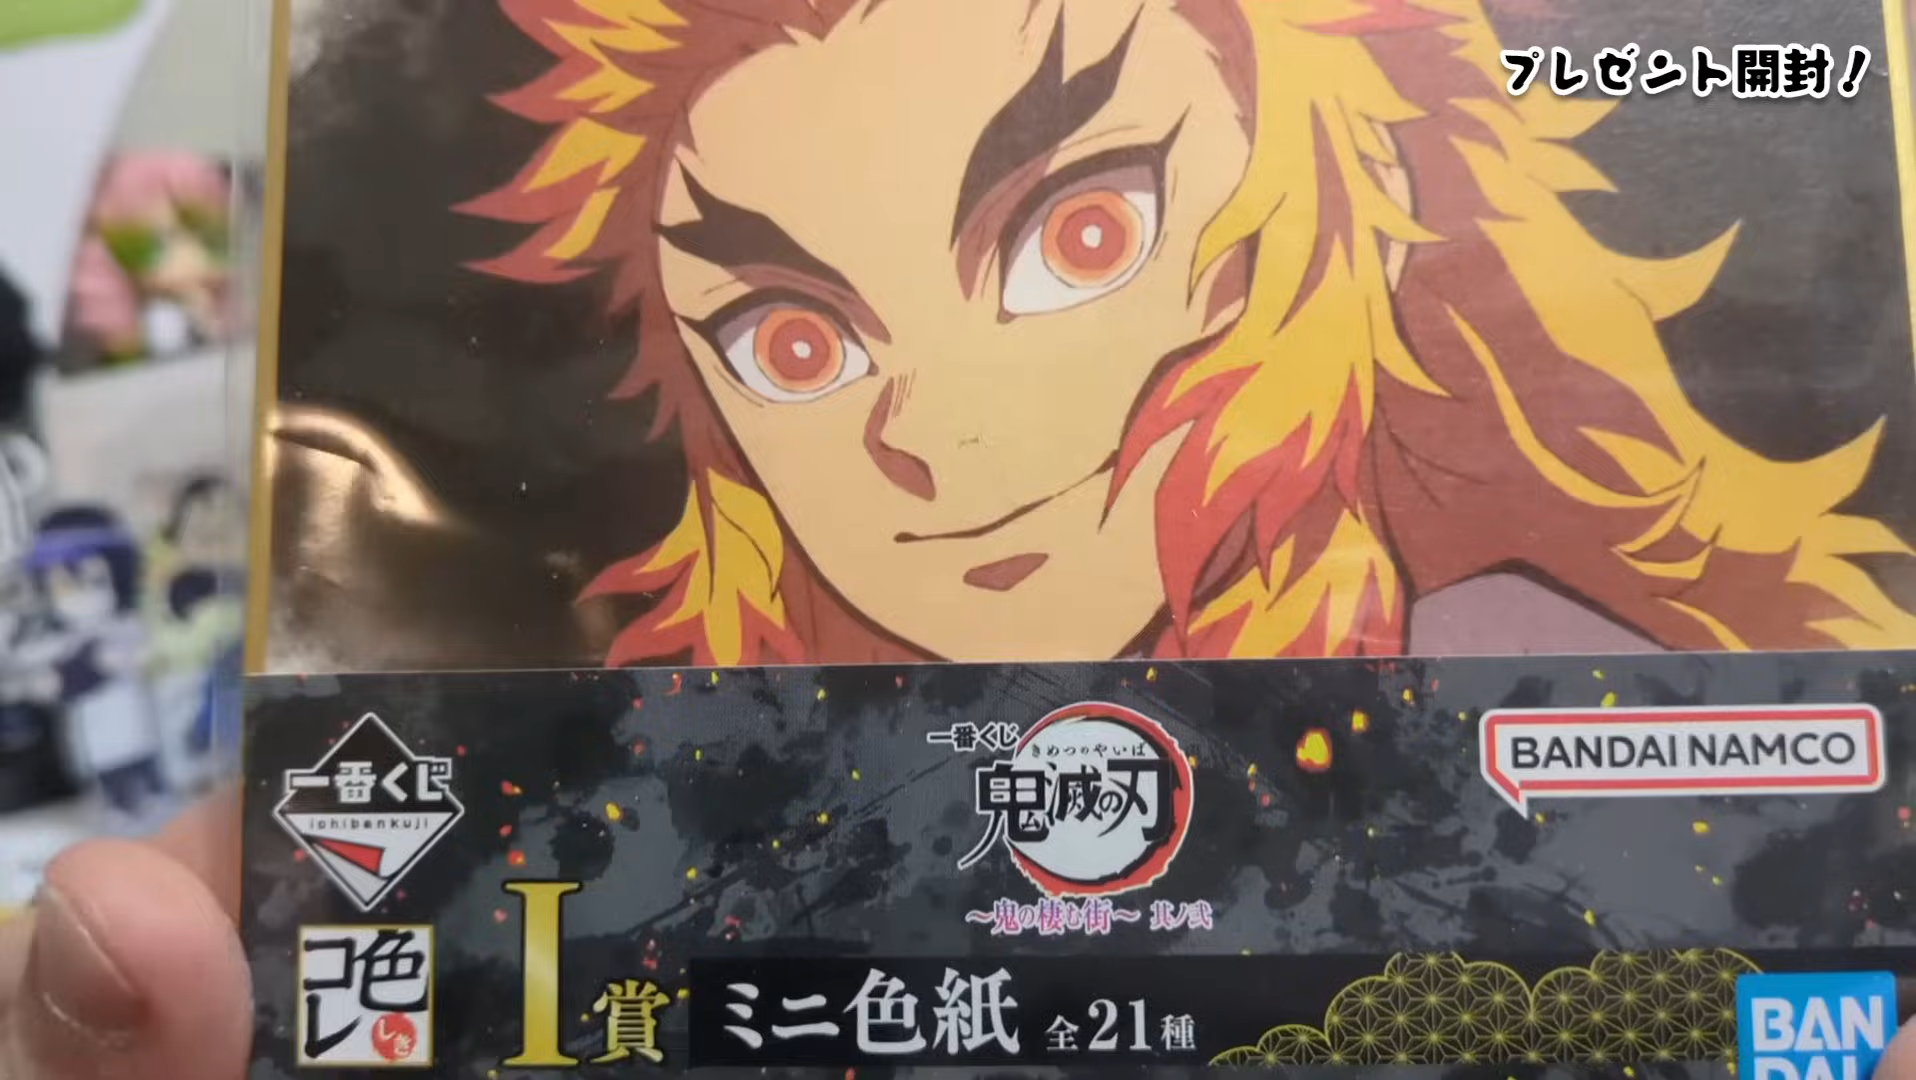 プレゼント開封!
一番くじ
きめつのやいば
鬼滅の刃
~鬼の棲む街~ 其ノ弐
BANDAI NAMCO
一番くじ
ichibankuji
色コレ
しき
I賞
ミニ色紙 全21種
BAN
DAI